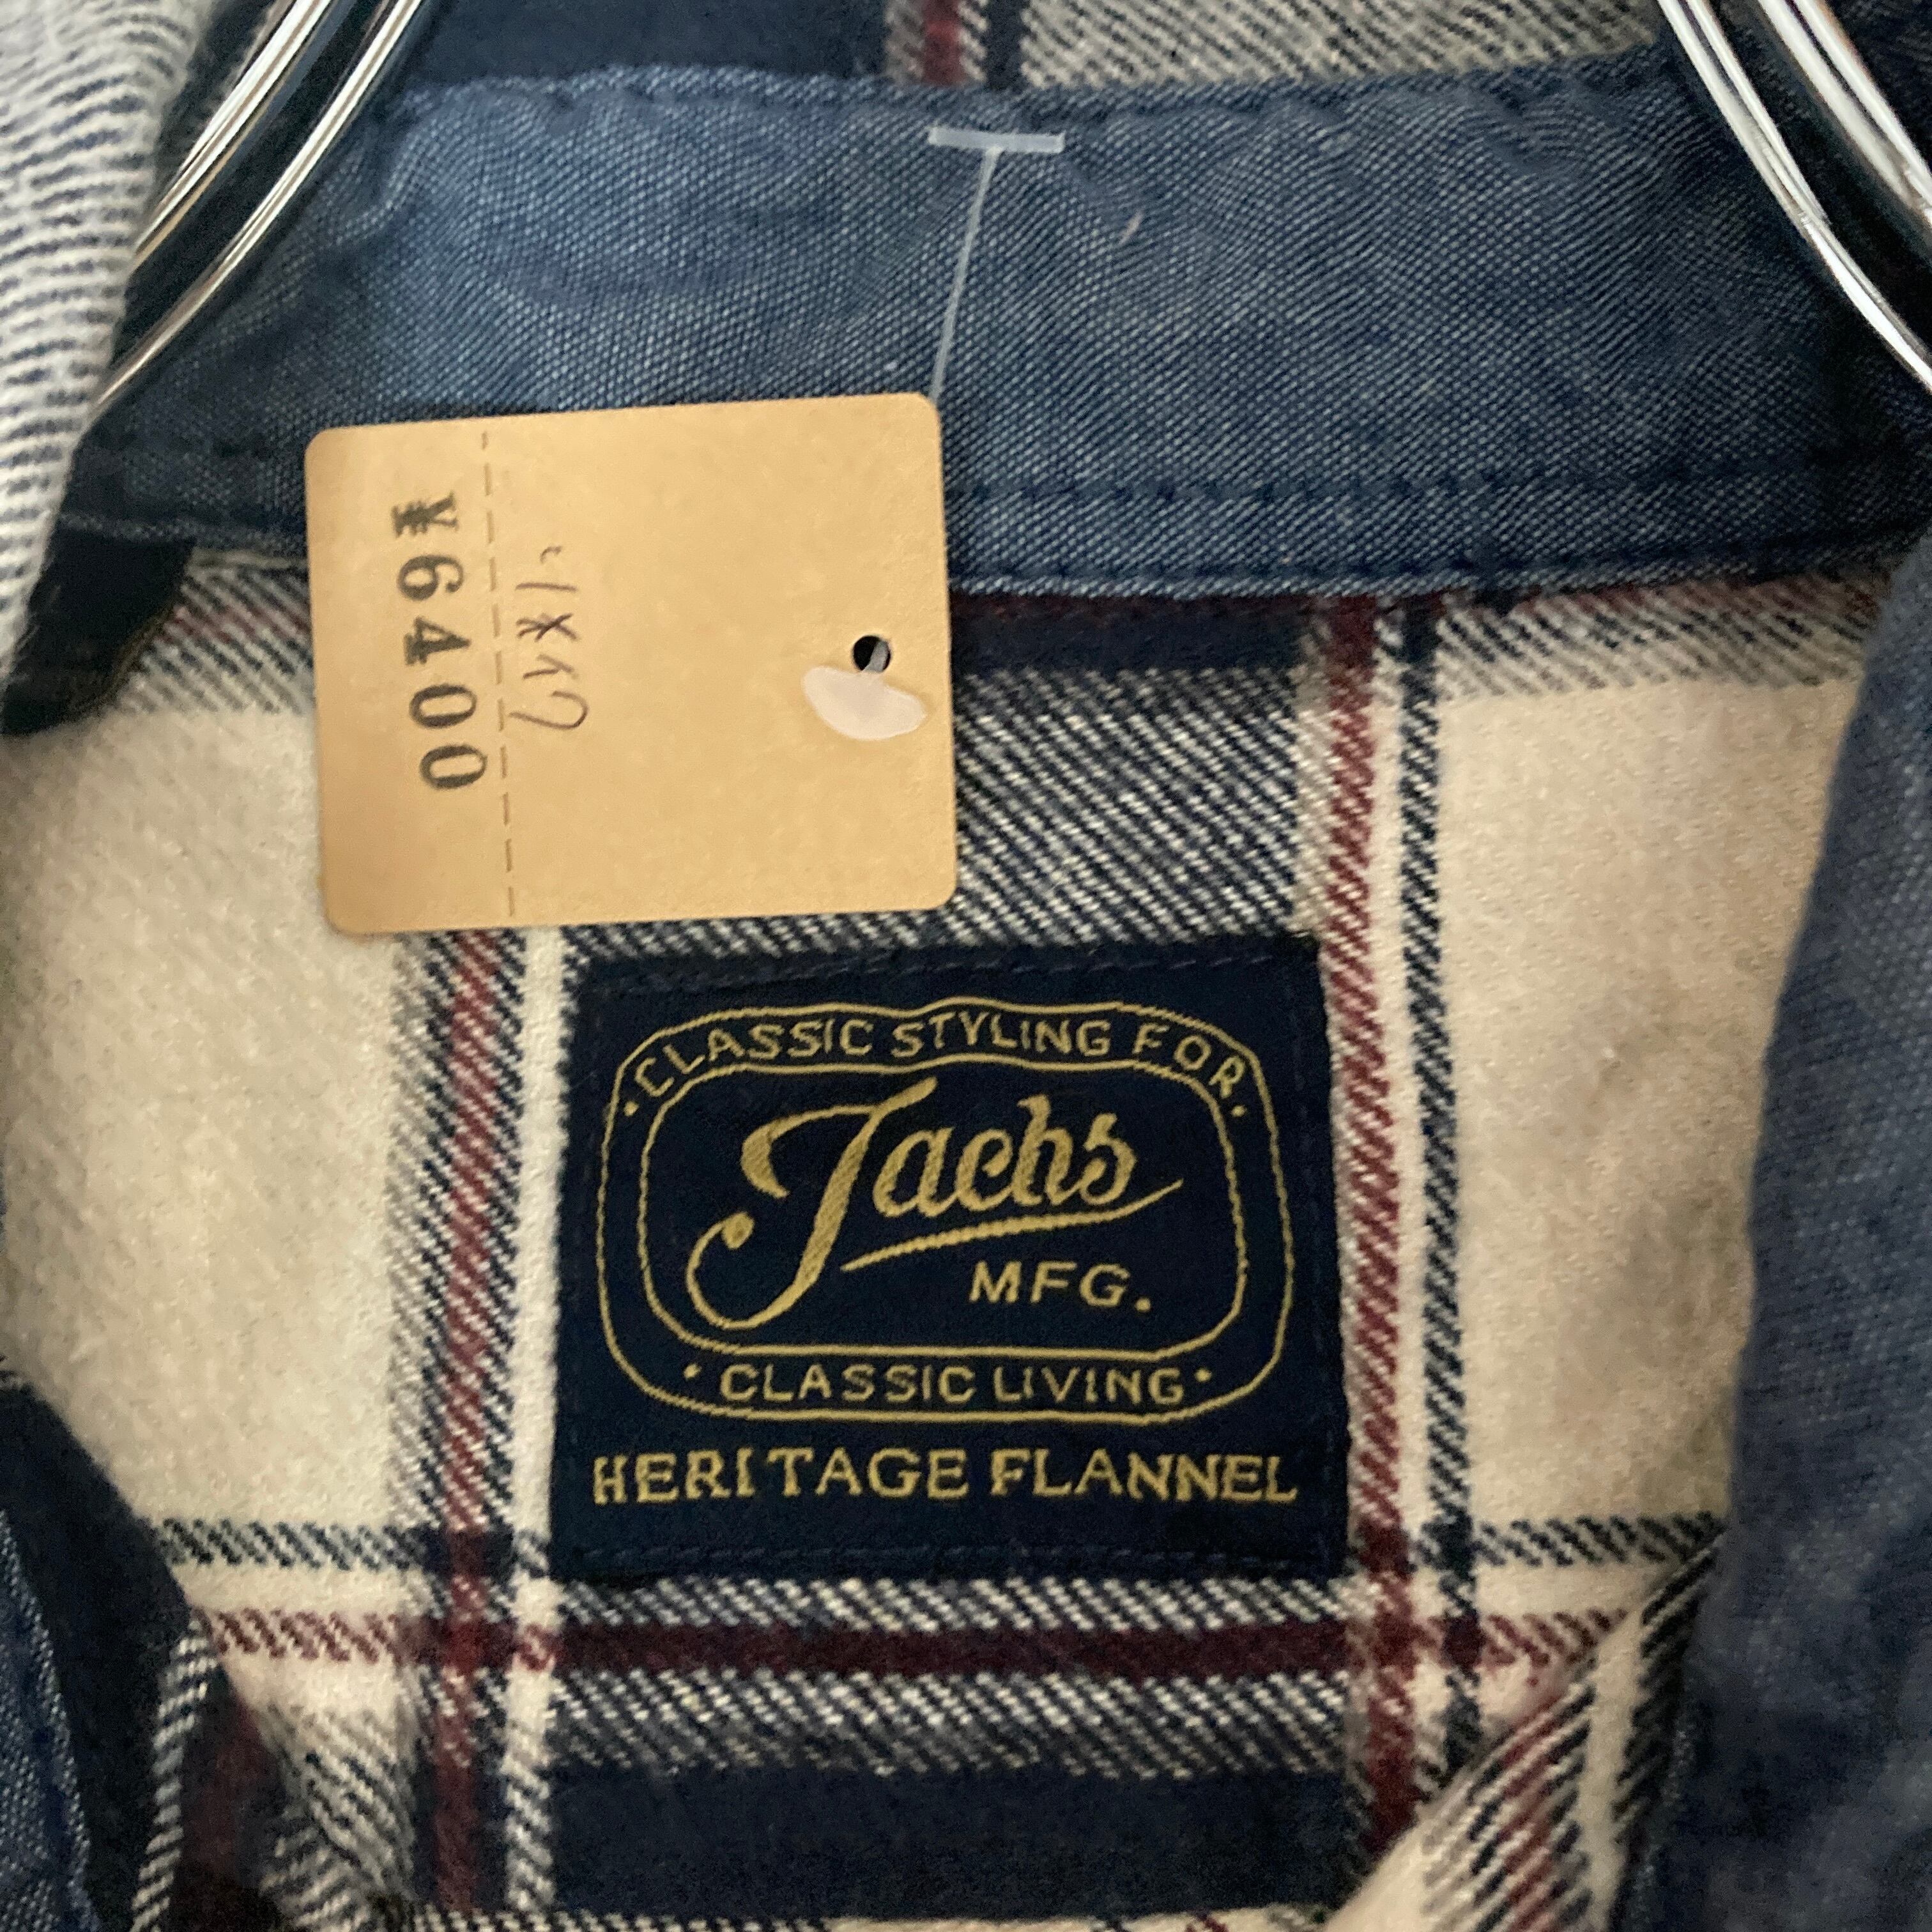 ¥6400
·CLASSIC STYLING FOR·
Jachs
MFG.
·CLASSIC LIVING·
HERITAGE FLANNEL